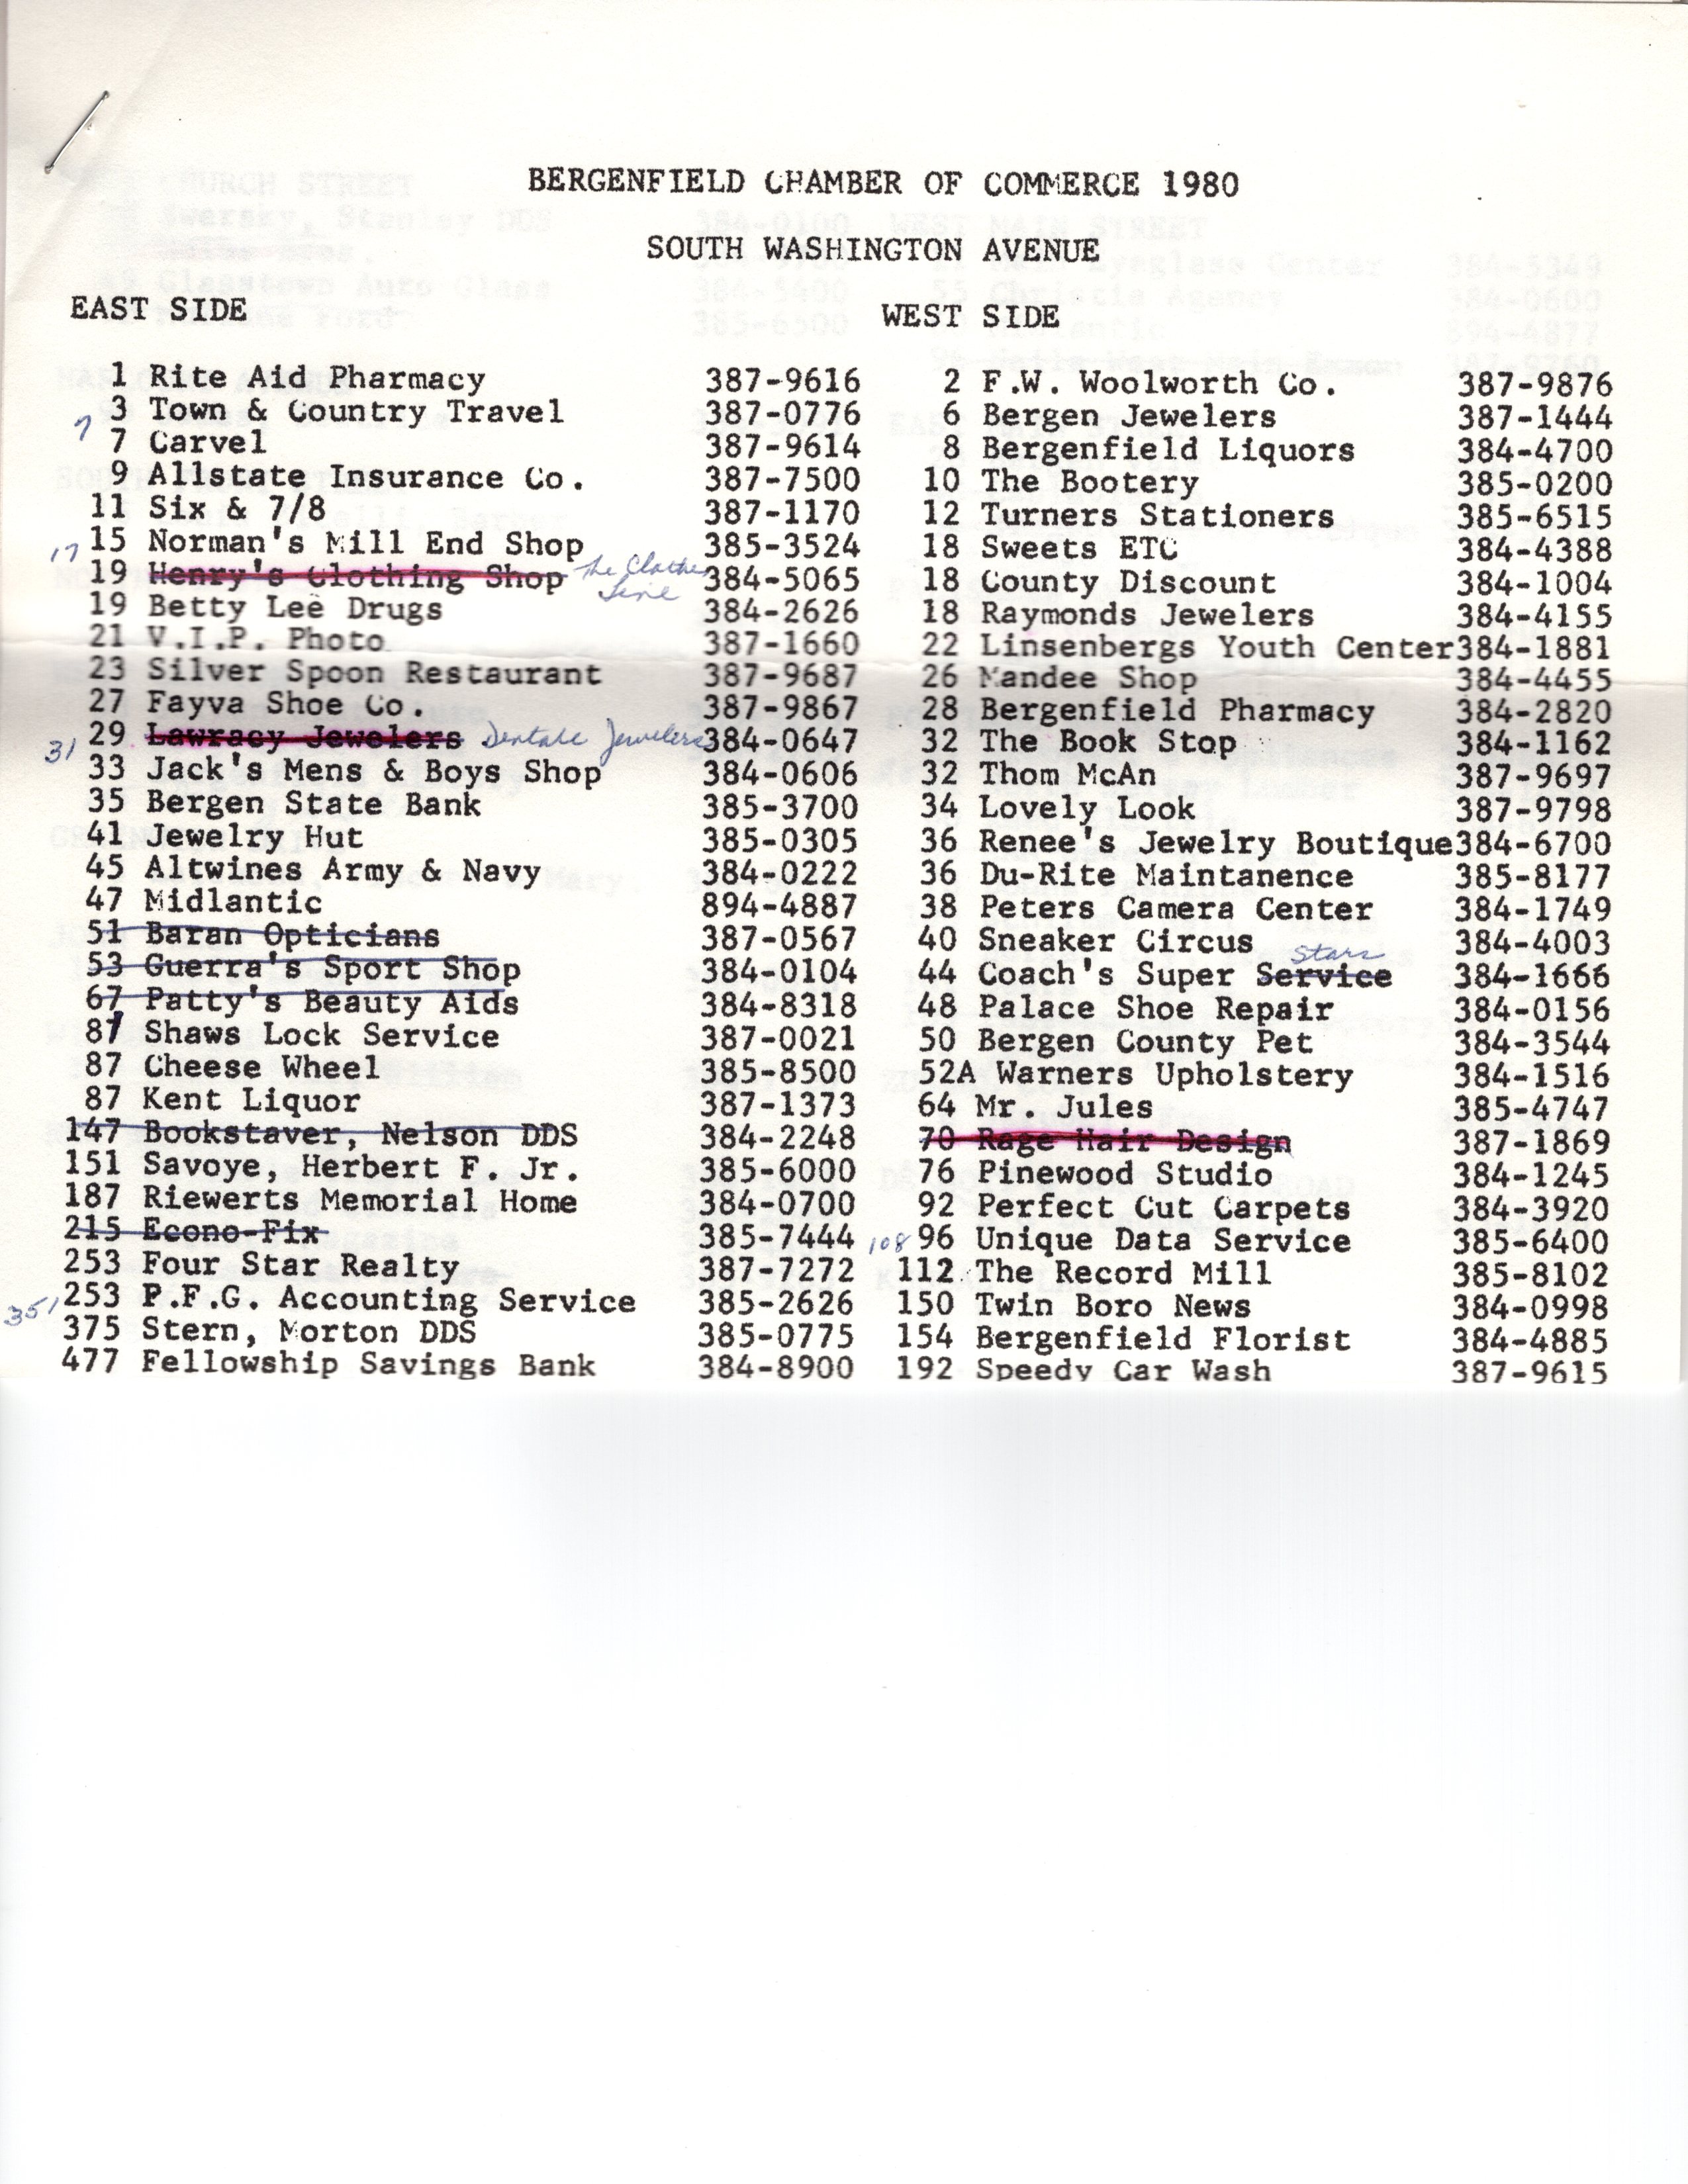 BERGENFIELD CHAMBER OF COMMERCE 1980
SOUTH WASHINGTON AVENUE
EAST SIDE
1 Rite Aid Pharmacy 387-9616
3 Town & Country Travel 387-0776
7
7 Carvel 387-9614
9 Allstate Insurance Co. 387-7500
11 Six & 7/8 387-1170
17 15 Norman's Mill End Shop 385-3524
19 Henry's Clothing Shop The Clothes Line 384-5065
19 Betty Lee Drugs 384-2626
21 V.I.P. Photo 387-1660
23 Silver Spoon Restaurant 387-9687
27 Fayva Shoe Co. 387-9867
31 29 Lawracy Jewelers Jewelers 384-0647
33 Jack's Mens & Boys Shop 384-0606
35 Bergen State Bank 385-3700
41 Jewelry Hut 385-0305
45 Altwines Army & Navy 384-0222
47 Midlantic 894-4887
51 Baran Opticians 387-0567
53 Guerra's Sport Shop 384-0104
67 Patty's Beauty Aids 384-8318
87 Shaws Lock Service 387-0021
87 Cheese Wheel 385-8500
87 Kent Liquor 387-1373
147 Bookstaver, Nelson DDS 384-2248
151 Savoye, Herbert F. Jr. 385-6000
187 Riewerts Memorial Home 384-0700
215 Econo-Fix 385-7444
253 Four Star Realty 387-7272
351 253 P.F.G. Accounting Service 385-2626
375 Stern, Morton DDS 385-0775
477 Fellowship Savings Bank 384-8900
WEST SIDE
2 F.W. Woolworth Co. 387-9876
6 Bergen Jewelers 387-1444
8 Bergenfield Liquors 384-4700
10 The Bootery 385-0200
12 Turners Stationers 385-6515
18 Sweets ETC 384-4388
18 County Discount 384-1004
18 Raymonds Jewelers 384-4155
22 Linsenbergs Youth Center 384-1881
26 Mandee Shop 384-4455
28 Bergenfield Pharmacy 384-2820
32 The Book Stop 384-1162
32 Thom McAn 387-9697
34 Lovely Look 387-9798
36 Renee's Jewelry Boutique 384-6700
36 Du-Rite Maintanence 385-8177
38 Peters Camera Center 384-1749
40 Sneaker Circus 384-4003
Stars
44 Coach's Super Service 384-1666
48 Palace Shoe Repair 384-0156
50 Bergen County Pet 384-3544
52A Warners Upholstery 384-1516
64 Mr. Jules 385-4747
70 Rage Hair Design 387-1869
76 Pinewood Studio 384-1245
92 Perfect Cut Carpets 384-3920
108 96 Unique Data Service 385-6400
112 The Record Mill 385-8102
150 Twin Boro News 384-0998
154 Bergenfield Florist 384-4885
192 Speedy Car Wash 387-9615